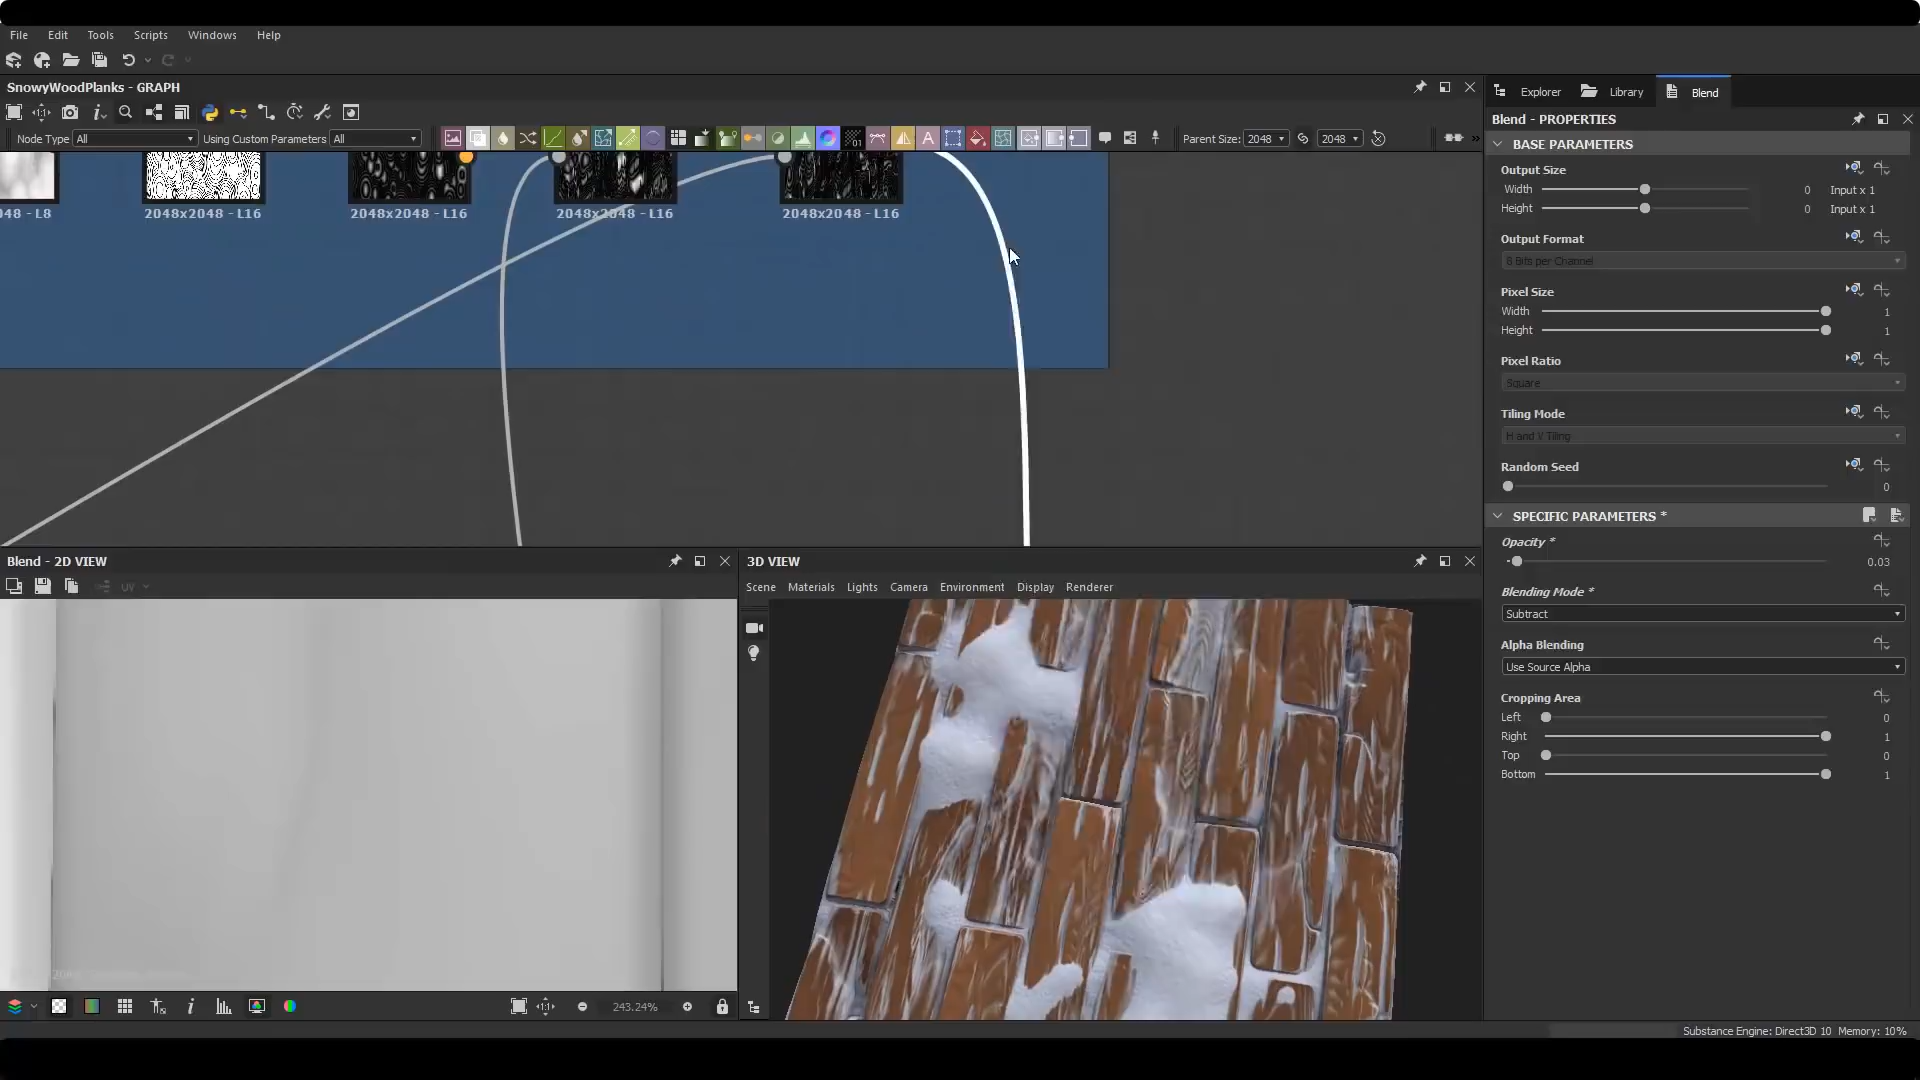 File Edit Tools Scripts Windows Help
SnowyWoodPlanks - GRAPH
Explorer Library Blend
Node Type All Using Custom Parameters All Parent Size: 2048 2048
Blend - PROPERTIES
BASE PARAMETERS
Output Size
Width 0 Input x 1
Height 0 Input x 1
Output Format
8 Bits per Channel
Pixel Size
Width 1
Height 1
Pixel Ratio
Square
Tiling Mode
H and V Tiling
Random Seed
0
SPECIFIC PARAMETERS *
Opacity *
0.03
Blending Mode *
Subtract
Alpha Blending
Use Source Alpha
Cropping Area
Left 0
Right 1
Top 0
Bottom 1
048 - L8 2048x2048 - L16 2048x2048 - L16 2048x2048 - L16 2048x2048 - L16
Blend - 2D VIEW
UV
3D VIEW
Scene Materials Lights Camera Environment Display Renderer
243.24%
Substance Engine: Direct3D 10 Memory: 10%